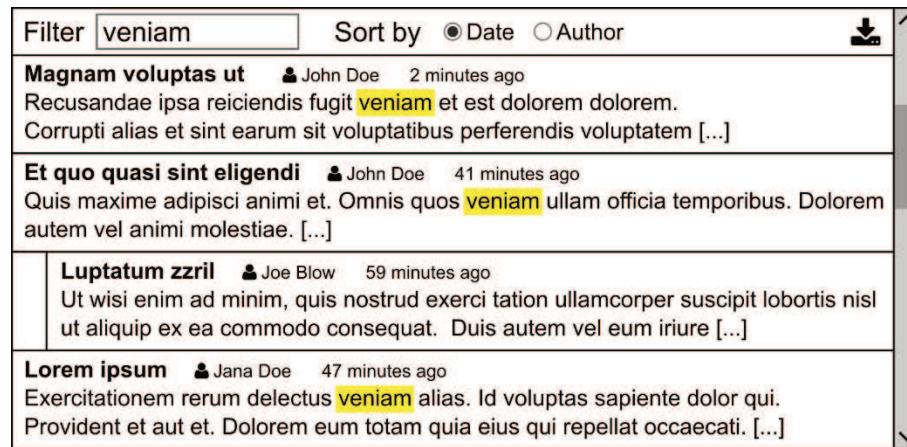 Filter veniam Sort by Date Author
Magnam voluptas ut John Doe 2 minutes ago
Recusandae ipsa reiciendis fugit veniam et est dolorem dolorem.
Corrupti alias et sint earum sit voluptatibus perferendis voluptatem [...]
Et quo quasi sint eligendi John Doe 41 minutes ago
Quis maxime adipisci animi et. Omnis quos veniam ullam officia temporibus. Dolorem
autem vel animi molestiae. [...]
Luptatum zzril Joe Blow 59 minutes ago
Ut wisi enim ad minim, quis nostrud exerci tation ullamcorper suscipit lobortis nisl
ut aliquip ex ea commodo consequat. Duis autem vel eum iriure [...]
Lorem ipsum Jana Doe 47 minutes ago
Exercitationem rerum delectus veniam alias. Id voluptas sapiente dolor qui.
Provident et aut et. Dolorem eum totam quia eius qui repellat occaecati. [...]